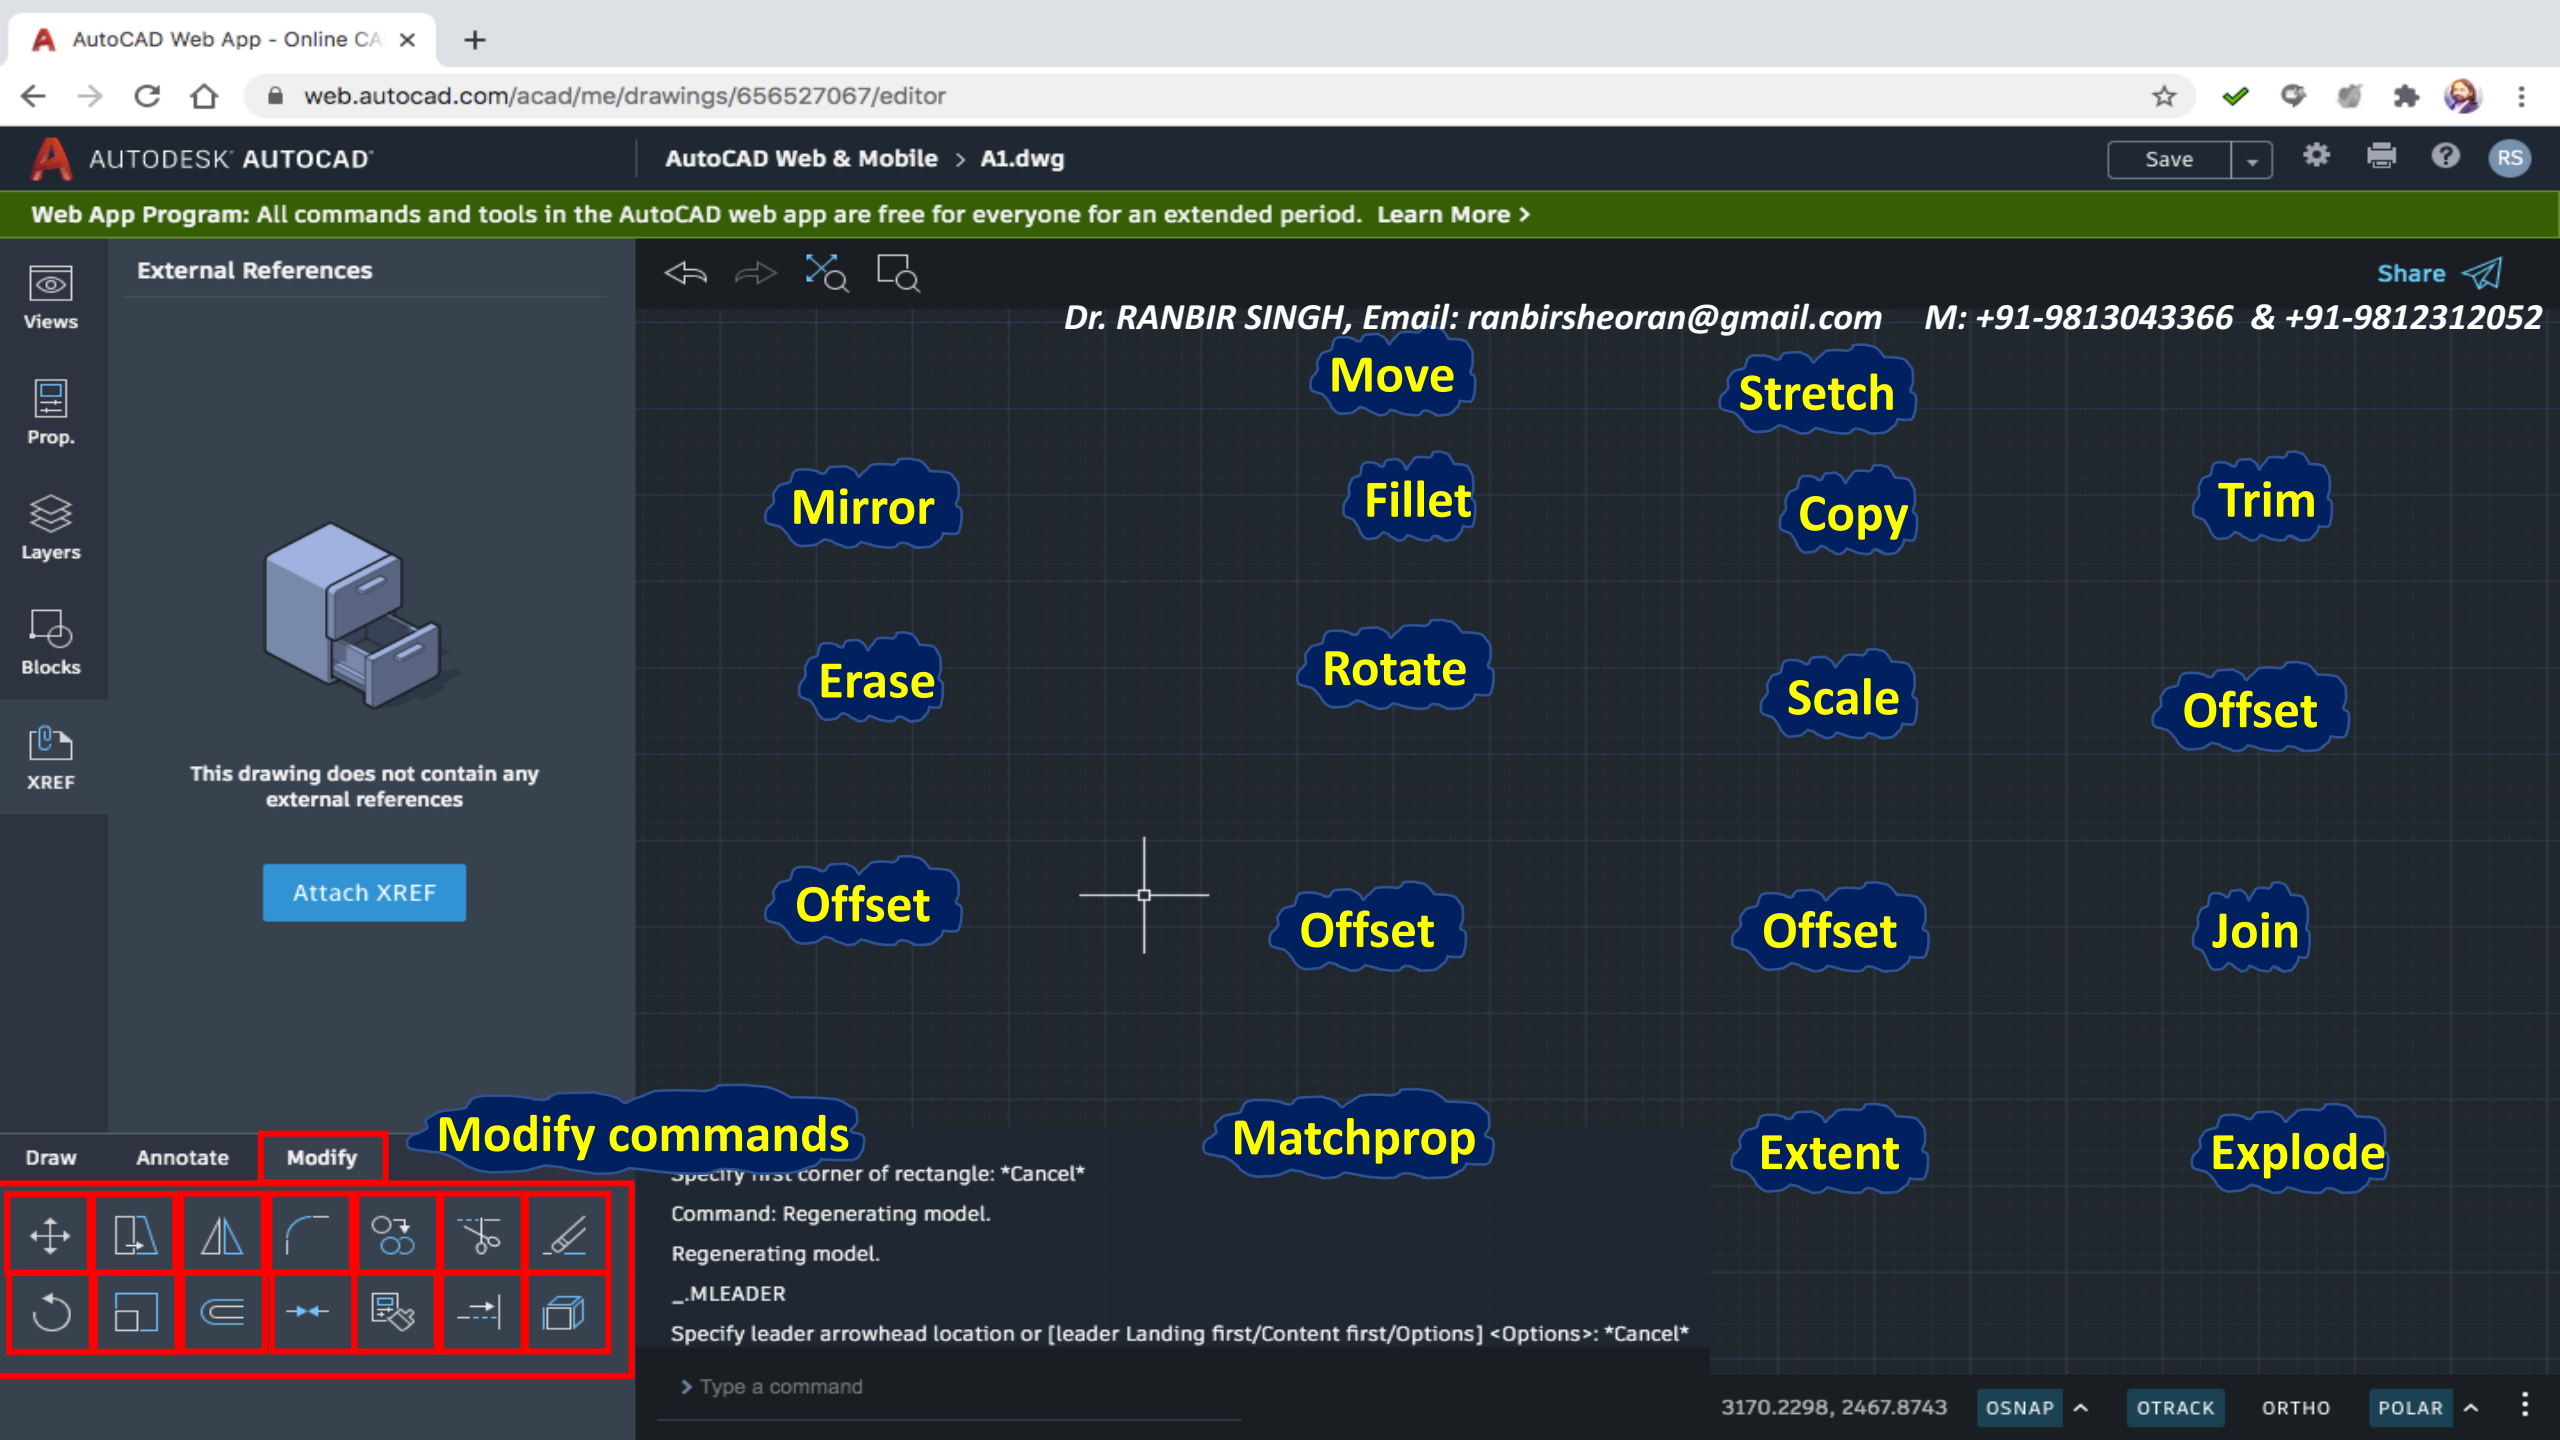 AutoCAD Web App - Online CA
web.autocad.com/acad/me/drawings/656527067/editor
AUTODESK AUTOCAD
AutoCAD Web & Mobile > A1.dwg
Save
RS
Web App Program: All commands and tools in the AutoCAD web app are free for everyone for an extended period. Learn More >
Views
Prop.
Layers
Blocks
XREF
External References
This drawing does not contain any
external references
Attach XREF
Share
Dr. RANBIR SINGH, Email: ranbirsheoran@gmail.com M: +91-9813043366 & +91-9812312052
Move
Stretch
Mirror
Fillet
Copy
Trim
Erase
Rotate
Scale
Offset
Offset
Offset
Offset
Join
Modify commands
Matchprop
Extent
Explode
Draw
Annotate
Modify
Specify first corner of rectangle: *Cancel*
Command: Regenerating model.
Regenerating model.
_.MLEADER
Specify leader arrowhead location or [leader Landing first/Content first/Options] <Options>: *Cancel*
Type a command
3170.2298, 2467.8743
OSNAP
OTRACK
ORTHO
POLAR